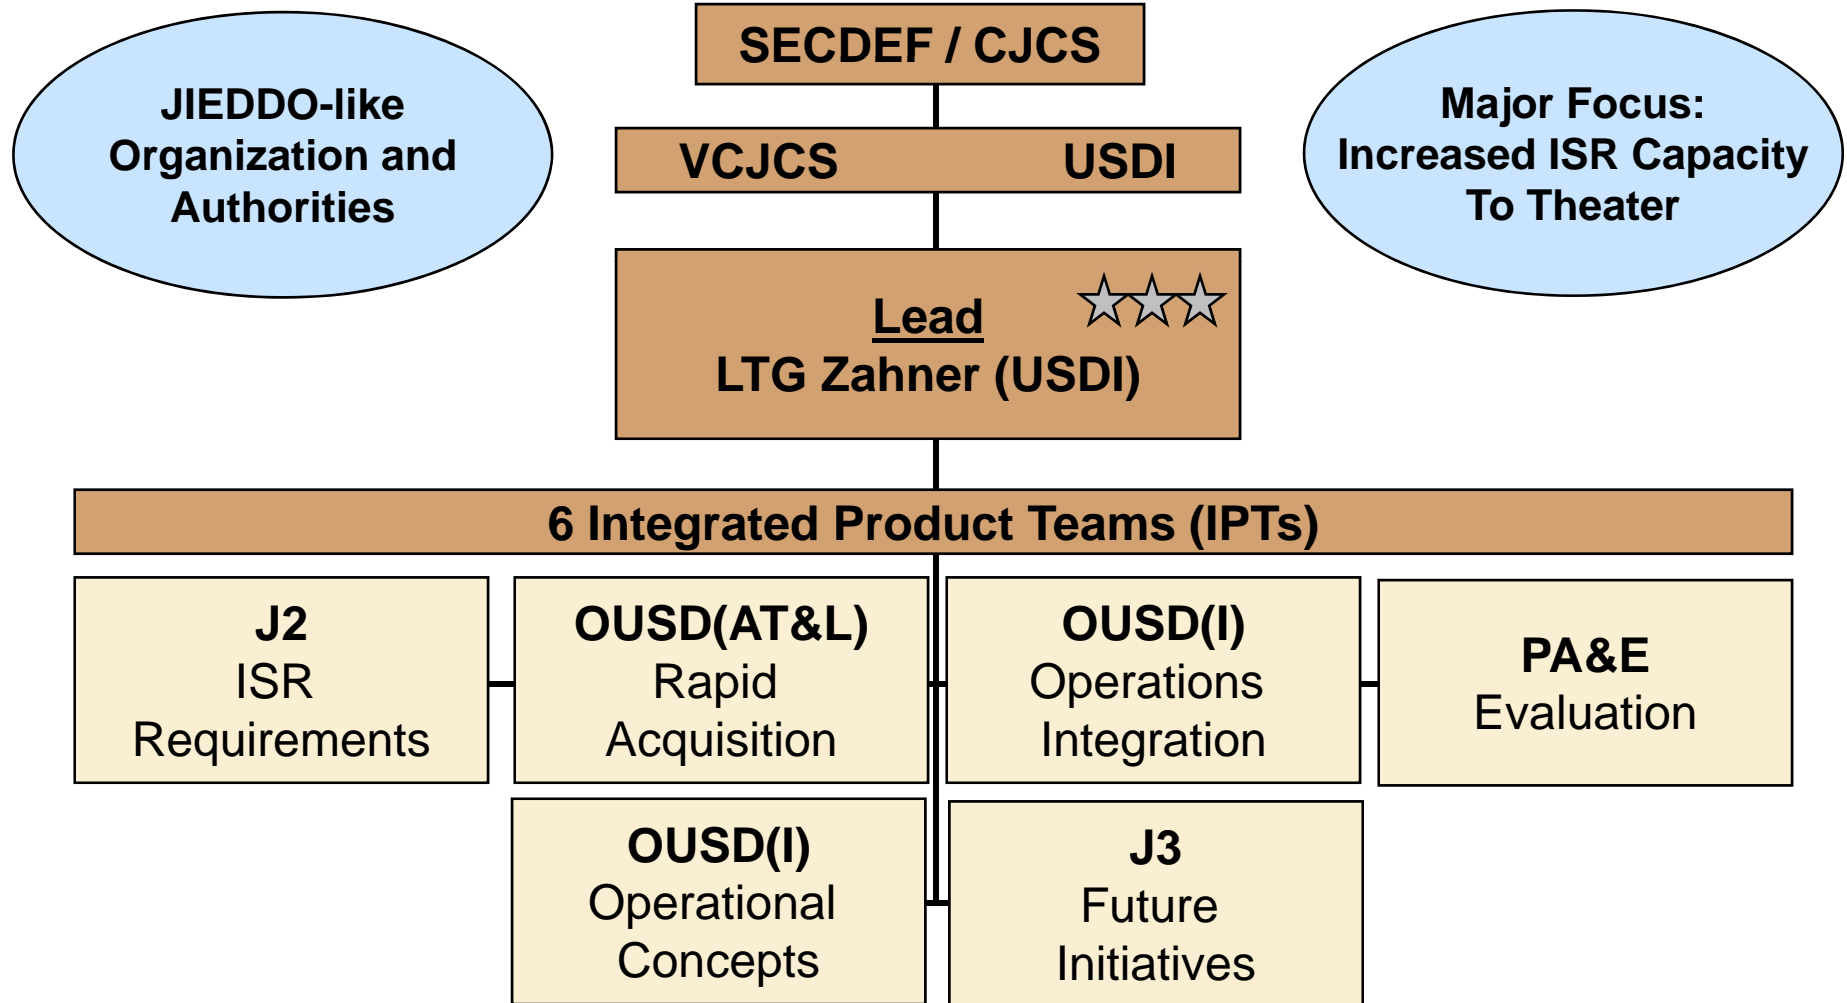 SECDEF / CJCS
JIEDDO-like
Organization and
Authorities
Major Focus:
Increased ISR Capacity
To Theater
VCJCS USDI
Lead
LTG Zahner (USDI)
6 Integrated Product Teams (IPTs)
J2
ISR
Requirements
OUSD(AT&L)
Rapid
Acquisition
OUSD(I)
Operations
Integration
PA&E
Evaluation
OUSD(I)
Operational
Concepts
J3
Future
Initiatives